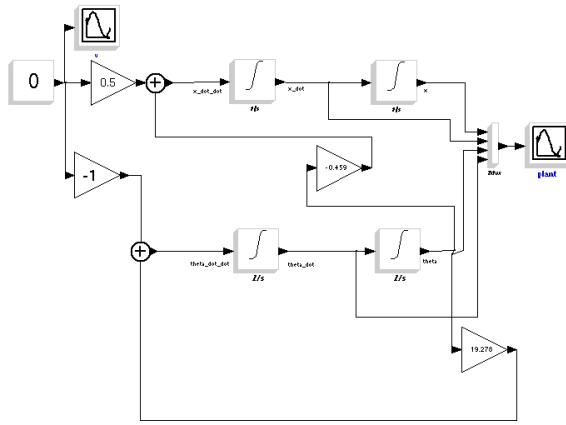 0
0.5
x_dot_dot
1/s
x_dot
1/s
x
Mux
plant
-1
-0.459
theta_dot_dot
1/s
theta_dot
1/s
theta
19.278